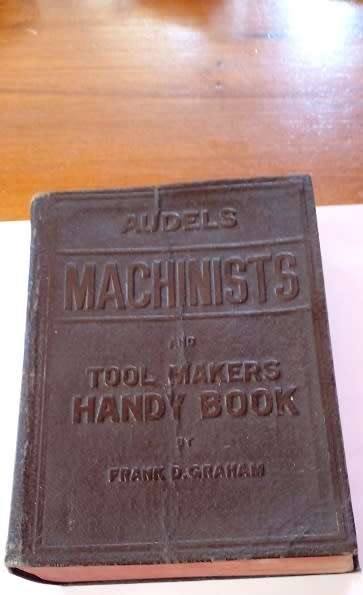 AUDELS
MACHINISTS
AND
TOOL MAKERS
HANDY BOOK
BY
FRANK D. GRAHAM